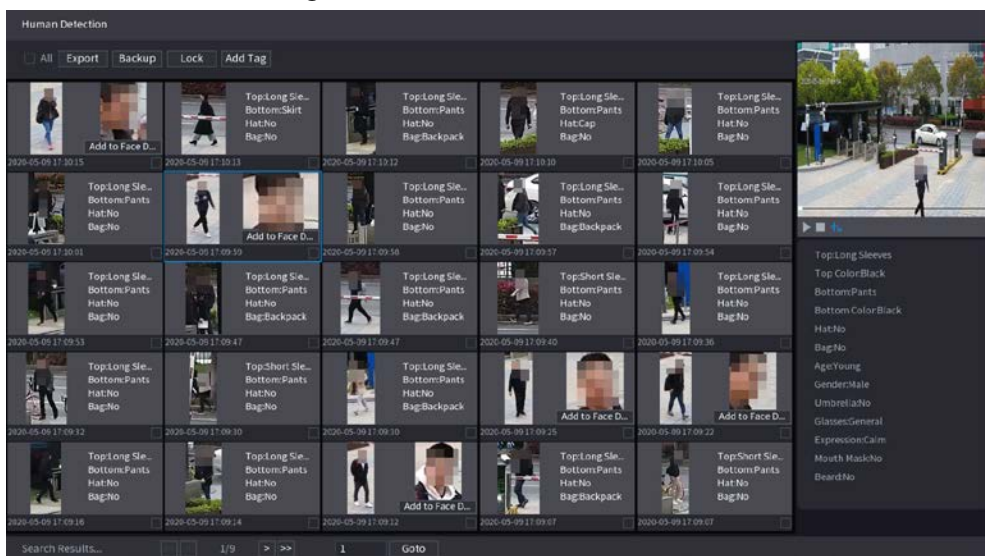 Human Detection
All Export Backup Lock Add Tag
Add to Face D...
2020-05-09 17:10:15
Top:Long Sle...
Bottom:Skirt
Hat:No
Bag:No
2020-05-09 17:10:13
Top:Long Sle...
Bottom:Pants
Hat:No
Bag:Backpack
2020-05-09 17:10:12
Top:Long Sle...
Bottom:Pants
Hat:Cap
Bag:No
2020-05-09 17:10:10
Top:Long Sle...
Bottom:Pants
Hat:No
Bag:No
2020-05-09 17:10:05
Top:Long Sle...
Bottom:Pants
Hat:No
Bag:No
2020-05-09 17:10:01
Add to Face D...
2020-05-09 17:09:59
Top:Long Sle...
Bottom:Pants
Hat:No
Bag:No
2020-05-09 17:09:58
Top:Long Sle...
Bottom:Pants
Hat:No
Bag:Backpack
2020-05-09 17:09:57
Top:Long Sle...
Bottom:Pants
Hat:No
Bag:No
2020-05-09 17:09:54
Top:Long Sle...
Bottom:Pants
Hat:No
Bag:No
2020-05-09 17:09:53
Top:Long Sle...
Bottom:Pants
Hat:No
Bag:Backpack
2020-05-09 17:09:47
Top:Long Sle...
Bottom:Pants
Hat:No
Bag:Backpack
2020-05-09 17:09:47
Top:Short Sle...
Bottom:Pants
Hat:No
Bag:No
2020-05-09 17:09:40
Top:Long Sle...
Bottom:Pants
Hat:No
Bag:No
2020-05-09 17:09:36
Top:Long Sle...
Bottom:Pants
Hat:No
Bag:No
2020-05-09 17:09:32
Top:Short Sle...
Bottom:Pants
Hat:No
Bag:No
2020-05-09 17:09:30
Top:Long Sle...
Bottom:Pants
Hat:No
Bag:Backpack
2020-05-09 17:09:30
Add to Face D...
2020-05-09 17:09:25
Add to Face D...
2020-05-09 17:09:22
Top:Long Sle...
Bottom:Pants
Hat:No
Bag:No
2020-05-09 17:09:16
Top:Long Sle...
Bottom:Pants
Hat:No
Bag:No
2020-05-09 17:09:14
Add to Face D...
2020-05-09 17:09:12
Top:Long Sle...
Bottom:Pants
Hat:No
Bag:Backpack
2020-05-09 17:09:07
Top:Short Sle...
Bottom:Pants
Hat:No
Bag:No
2020-05-09 17:09:07
Top:Long Sleeves
Top Color:Black
Bottom:Pants
Bottom Color:Black
Hat:No
Bag:No
Age:Young
Gender:Male
Umbrella:No
Glasses:General
Expression:Calm
Mouth Mask:No
Beard:No
Search Results... 1/9 > >> 1 Goto